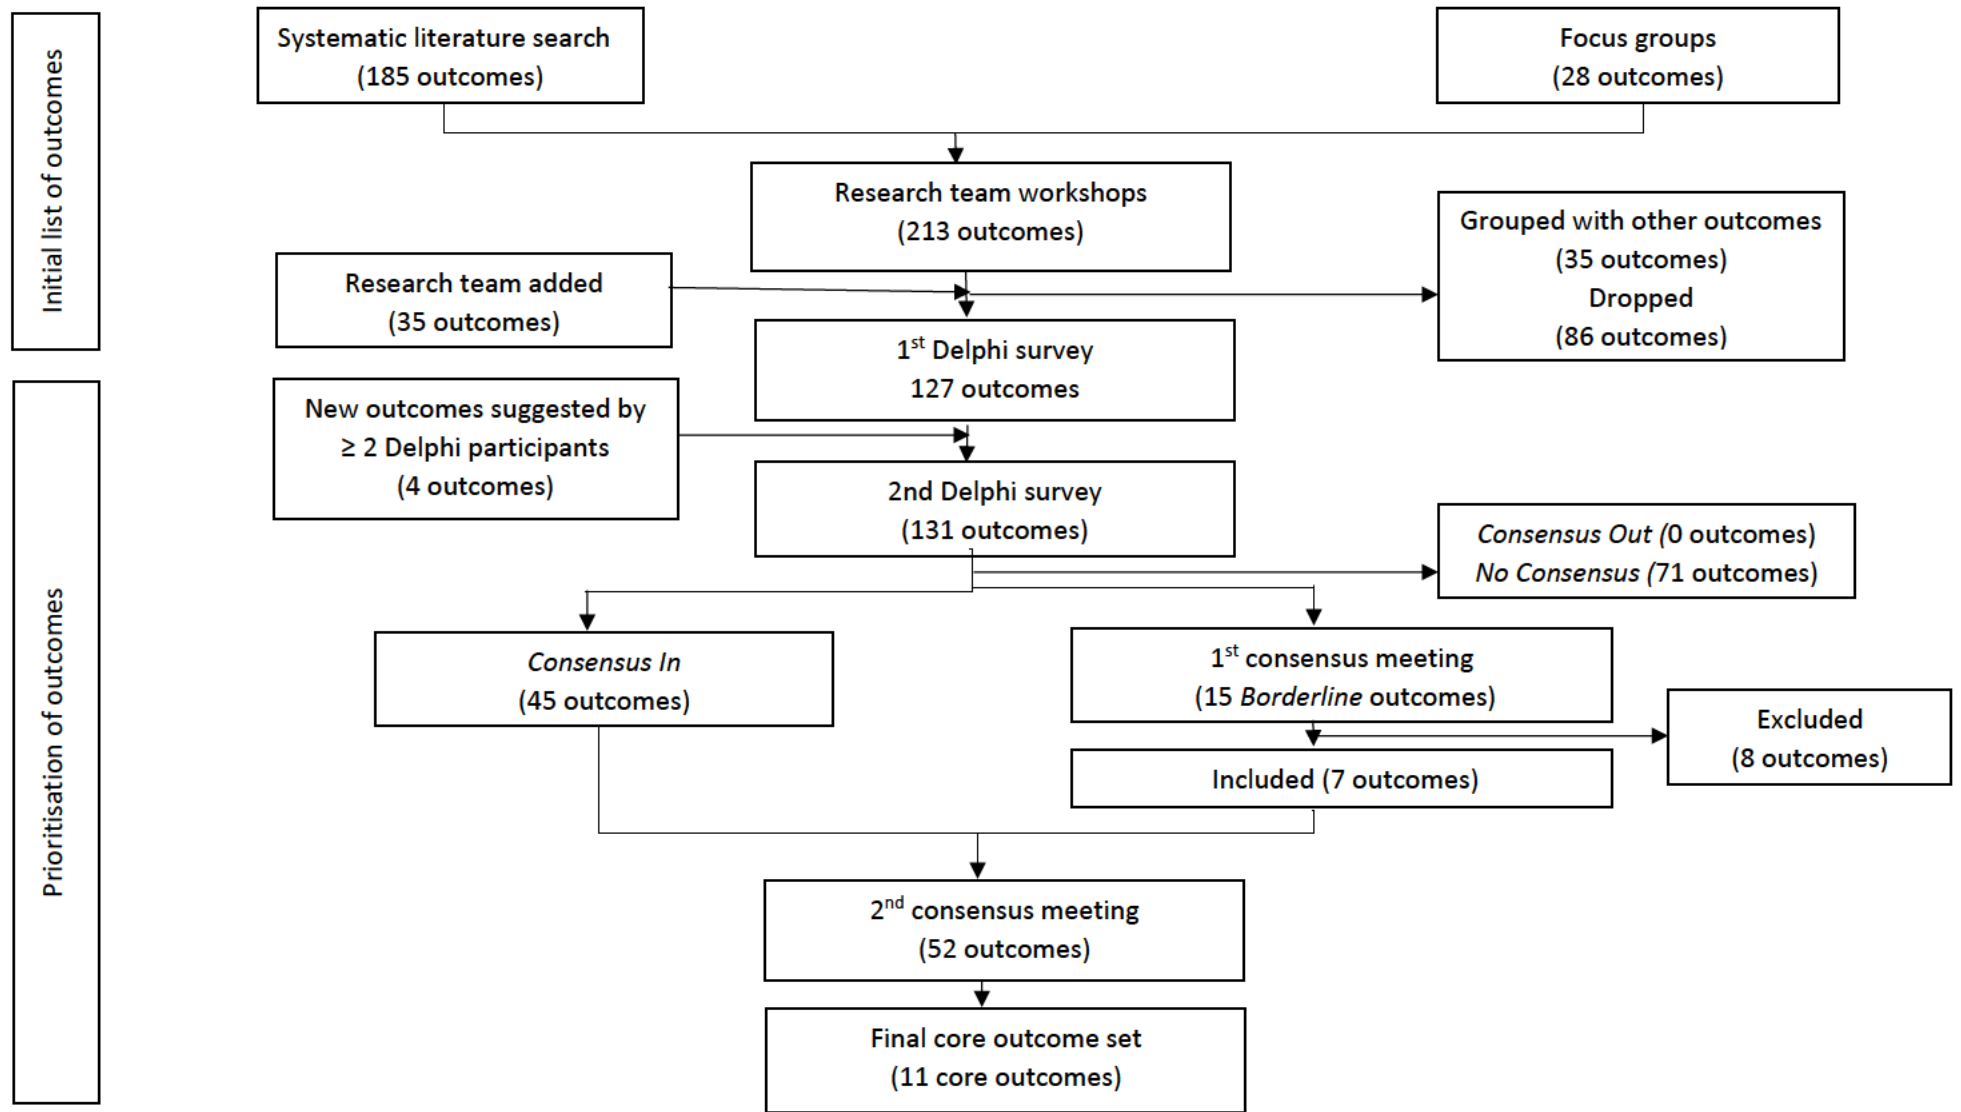 Initial list of outcomes
Systematic literature search
(185 outcomes)
Focus groups
(28 outcomes)
Research team workshops
(213 outcomes)
Grouped with other outcomes
(35 outcomes)
Dropped
(86 outcomes)
Research team added
(35 outcomes)
1st Delphi survey
127 outcomes
Prioritisation of outcomes
New outcomes suggested by
≥ 2 Delphi participants
(4 outcomes)
2nd Delphi survey
(131 outcomes)
Consensus Out (0 outcomes)
No Consensus (71 outcomes)
Consensus In
(45 outcomes)
1st consensus meeting
(15 Borderline outcomes)
Excluded
(8 outcomes)
Included (7 outcomes)
2nd consensus meeting
(52 outcomes)
Final core outcome set
(11 core outcomes)